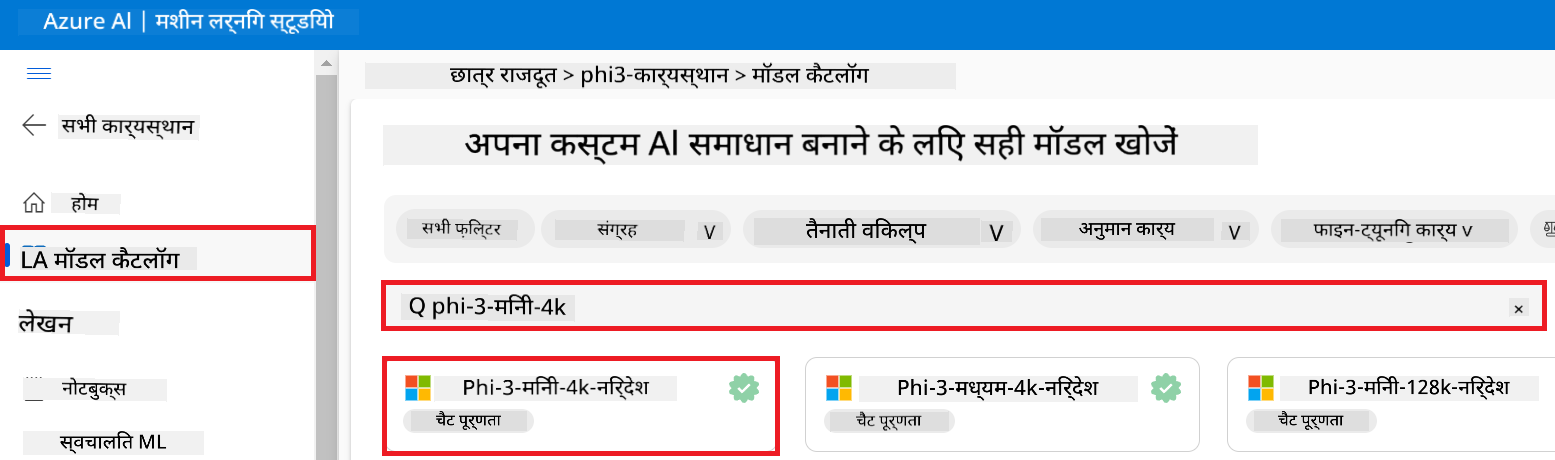 Azure AI | मशीन लर्निंग स्टूडियो
छात्र राजदूत > phi3-कार्यस्थान > मॉडल कैटलॉग
सभी कार्यस्थान
अपना कस्टम AI समाधान बनाने के लिए सही मॉडल खोजें
होम
सभी फ़िल्टर
संग्रह V
तैनाती विकल्प V
अनुमान कार्य V
फाइन-ट्यूनिंग कार्य v
LA मॉडल कैटलॉग
Q phi-3-मिनी-4k ×
लेखन
नोटबुक्स
स्वचालित ML
Phi-3-मिनी-4k-निर्देश
चैट पूर्णता
Phi-3-मध्यम-4k-निर्देश
चैट पूर्णता
Phi-3-मिनी-128k-निर्देश
चैट पूर्णता